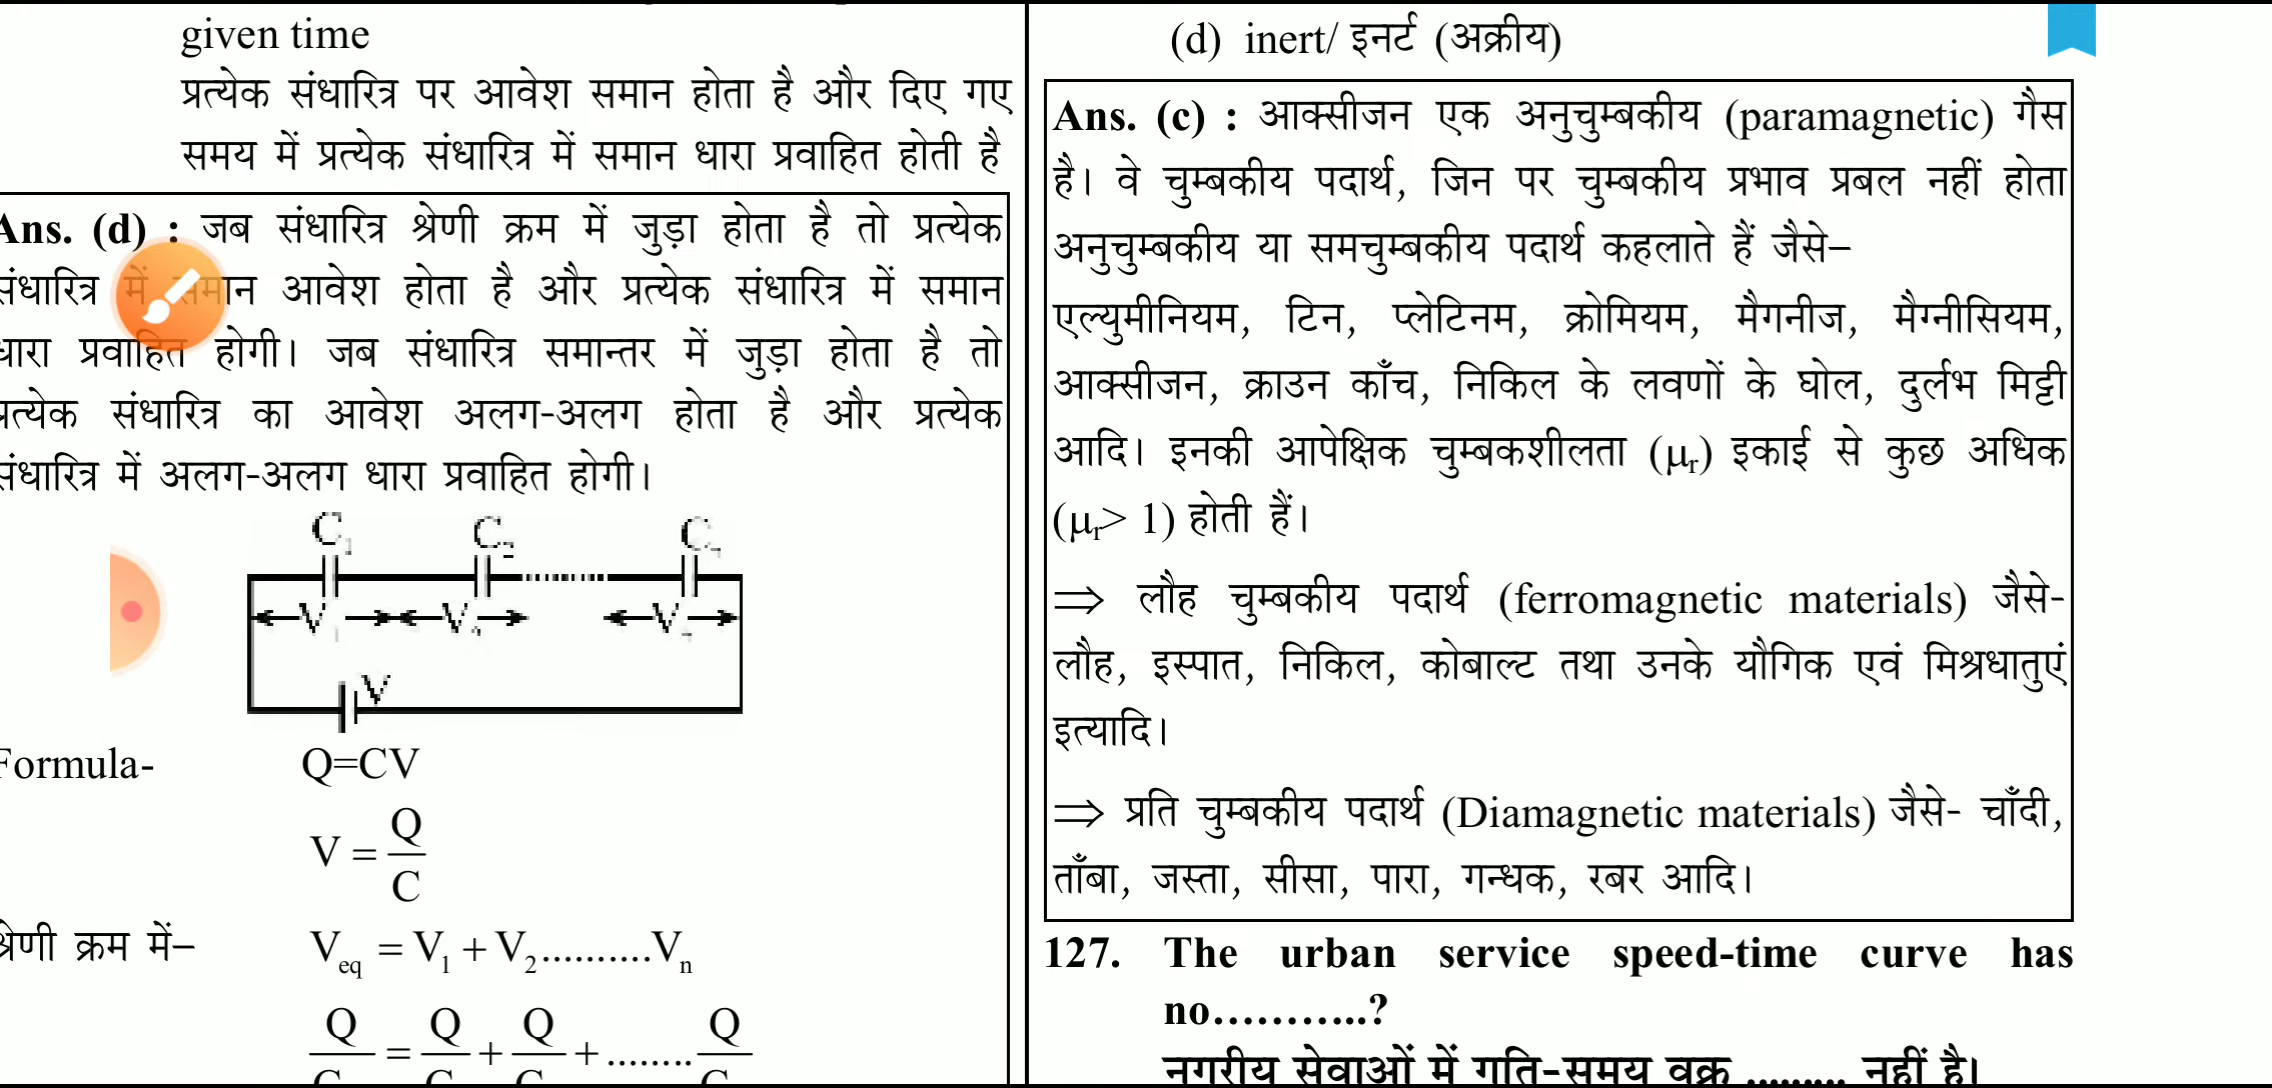 given time
प्रत्येक संधारित्र पर आवेश समान होता है और दिए गए
समय में प्रत्येक संधारित्र में समान धारा प्रवाहित होती है
Ans. (d) : जब संधारित्र श्रेणी क्रम में जुड़ा होता है तो प्रत्येक
संधारित्र में समान आवेश होता है और प्रत्येक संधारित्र में समान
धारा प्रवाहित होगी। जब संधारित्र समान्तर में जुड़ा होता है तो
प्रत्येक संधारित्र का आवेश अलग-अलग होता है और प्रत्येक
संधारित्र में अलग-अलग धारा प्रवाहित होगी।
C₁ C₂ C
V₁ V V
V
Formula- Q=CV
V = Q/C
श्रेणी क्रम में– V_eq = V₁ + V₂..........Vₙ
Q/C = Q/C + Q/C + ........ Q/C
(d) inert/ इनर्ट (अक्रीय)
Ans. (c) : आक्सीजन एक अनुचुम्बकीय (paramagnetic) गैस
है। वे चुम्बकीय पदार्थ, जिन पर चुम्बकीय प्रभाव प्रबल नहीं होता
अनुचुम्बकीय या समचुम्बकीय पदार्थ कहलाते हैं जैसे–
एल्युमीनियम, टिन, प्लेटिनम, क्रोमियम, मैगनीज, मैग्नीसियम,
आक्सीजन, क्राउन काँच, निकिल के लवणों के घोल, दुर्लभ मिट्टी
आदि। इनकी आपेक्षिक चुम्बकशीलता (μᵣ) इकाई से कुछ अधिक
(μᵣ> 1) होती हैं।
⇒ लौह चुम्बकीय पदार्थ (ferromagnetic materials) जैसे-
लौह, इस्पात, निकिल, कोबाल्ट तथा उनके यौगिक एवं मिश्रधातुएं
इत्यादि।
⇒ प्रति चुम्बकीय पदार्थ (Diamagnetic materials) जैसे- चाँदी,
ताँबा, जस्ता, सीसा, पारा, गन्धक, रबर आदि।
127. The urban service speed-time curve has
no………..?
नगरीय सेवाओं में गति-समय वक्र ......... नहीं है।